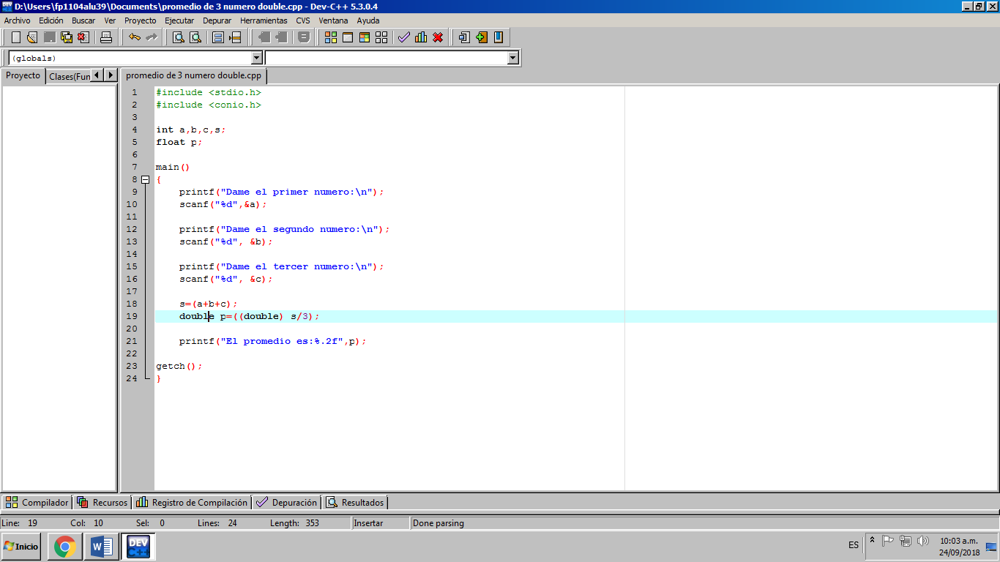 D:\Users\fp1104alu39\Documents\promedio de 3 numero double.cpp - Dev-C++ 5.3.0.4
Archivo Edición Buscar Ver Proyecto Ejecutar Depurar Herramientas CVS Ventana Ayuda
(globals)
Proyecto Clases(Fun promedio de 3 numero double.cpp
1 #include <stdio.h>
2 #include <conio.h>
3
4 int a,b,c,s;
5 float p;
6
7 main()
8 {
9 printf("Dame el primer numero:\n");
10 scanf("%d",&a);
11
12 printf("Dame el segundo numero:\n");
13 scanf("%d", &b);
14
15 printf("Dame el tercer numero:\n");
16 scanf("%d", &c);
17
18 s=(a+b+c);
19 double p=((double) s/3);
20
21 printf("El promedio es:%.2f",p);
22
23 getch();
24 }
Compilador Recursos Registro de Compilación Depuración Resultados
Line: 19 Col: 10 Sel: 0 Lines: 24 Length: 353 Insertar Done parsing
Inicio W DEV C++ ES 10:03 a.m.
24/09/2018